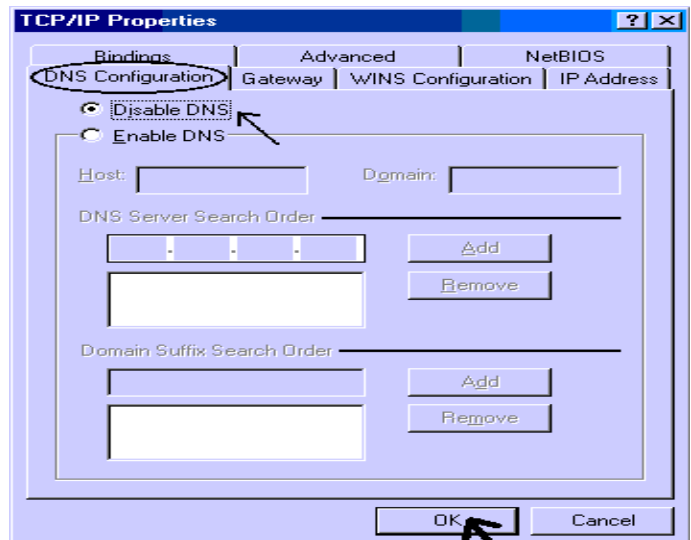 TCP/IP Properties ? ×
Bindings Advanced NetBIOS
DNS Configuration Gateway WINS Configuration IP Address
Disable DNS
Enable DNS
Host: Domain:
DNS Server Search Order
. . . Add
Remove
Domain Suffix Search Order
Add
Remove
OK Cancel